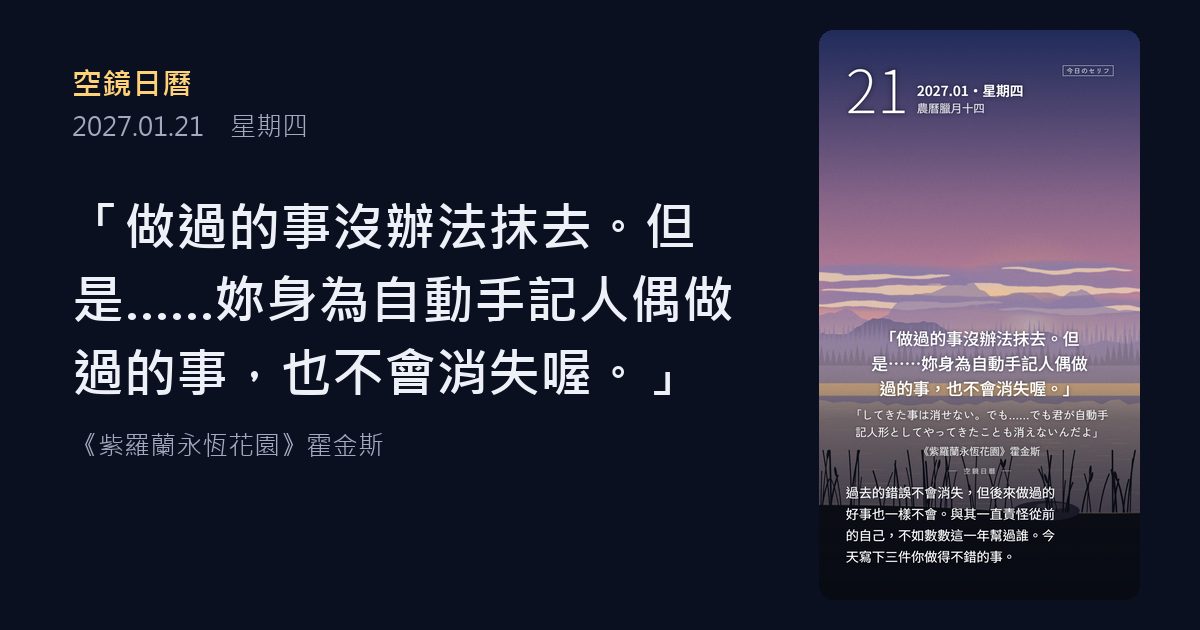 空鏡日曆
2027.01.21　星期四
「做過的事沒辦法抹去。但
是……妳身為自動手記人偶做
過的事，也不會消失喔。」
《紫羅蘭永恆花園》霍金斯
今日のセリフ
21
2027.01・星期四
農曆臘月十四
「做過的事沒辦法抹去。但
是……妳身為自動手記人偶做
過的事，也不會消失喔。」
「してきた事は消せない。でも……でも君が自動手
記人形としてやってきたことも消えないんだよ」
《紫羅蘭永恆花園》霍金斯
空鏡日曆
過去的錯誤不會消失，但後來做過的
好事也一樣不會。與其一直責怪從前
的自己，不如數數這一年幫過誰。今
天寫下三件你做得不錯的事。